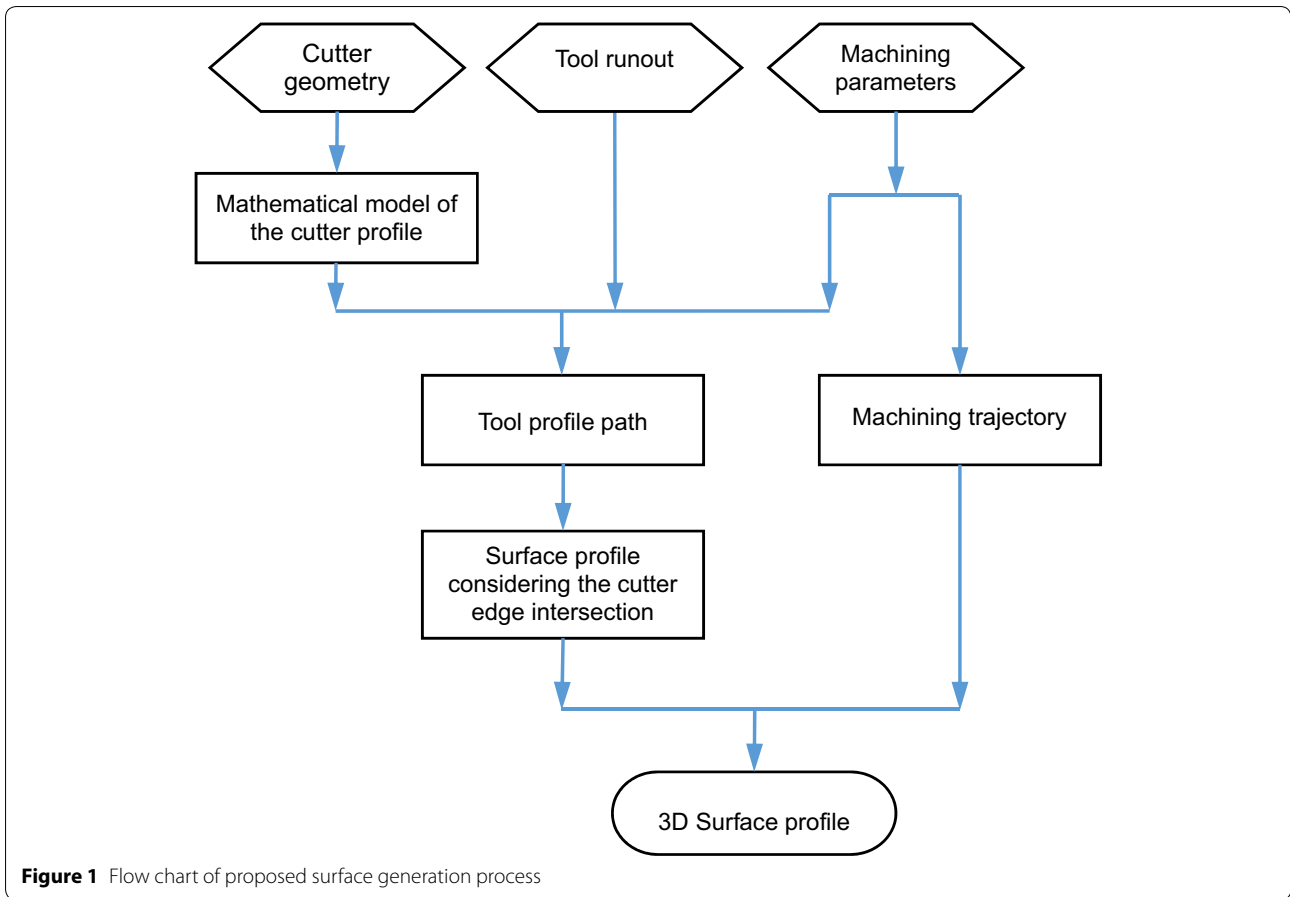 Cutter
geometry
Tool runout
Machining
parameters
Mathematical model of
the cutter profile
Tool profile path
Machining trajectory
Surface profile
considering the cutter
edge intersection
3D Surface profile
Figure 1 Flow chart of proposed surface generation process